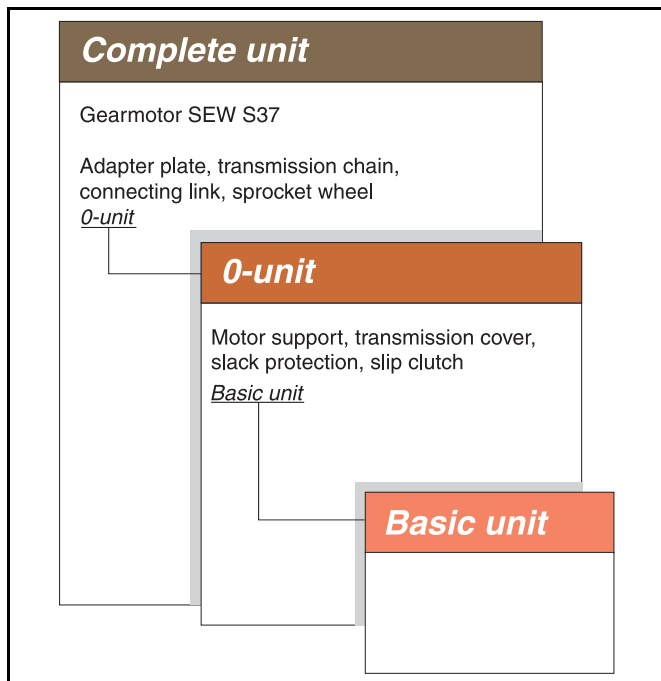 Complete unit
Gearmotor SEW S37
Adapter plate, transmission chain,
connecting link, sprocket wheel
0-unit
0-unit
Motor support, transmission cover,
slack protection, slip clutch
Basic unit
Basic unit